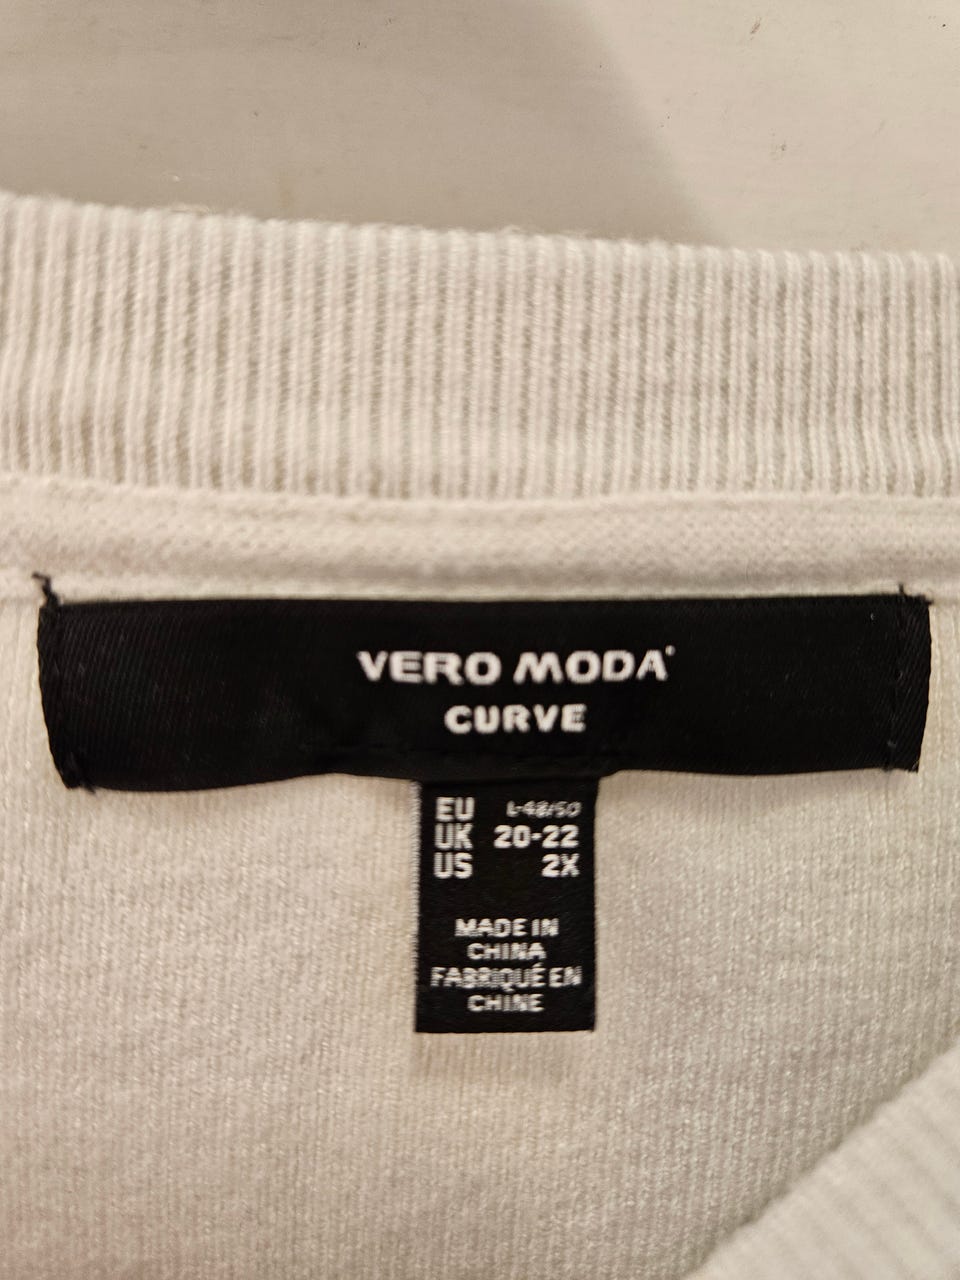 VERO MODA
CURVE
EU L-48/50
UK 20-22
US 2X
MADE IN
CHINA
FABRIQUÉ EN
CHINE